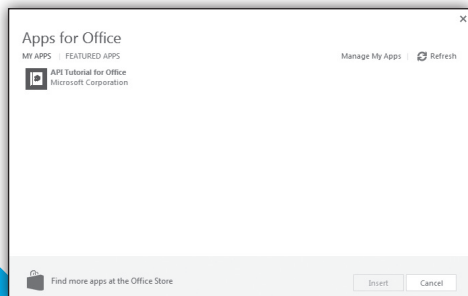 Apps for Office
MY APPS | FEATURED APPS
Manage My Apps | Refresh
API Tutorial for Office
Microsoft Corporation
Find more apps at the Office Store
Insert
Cancel